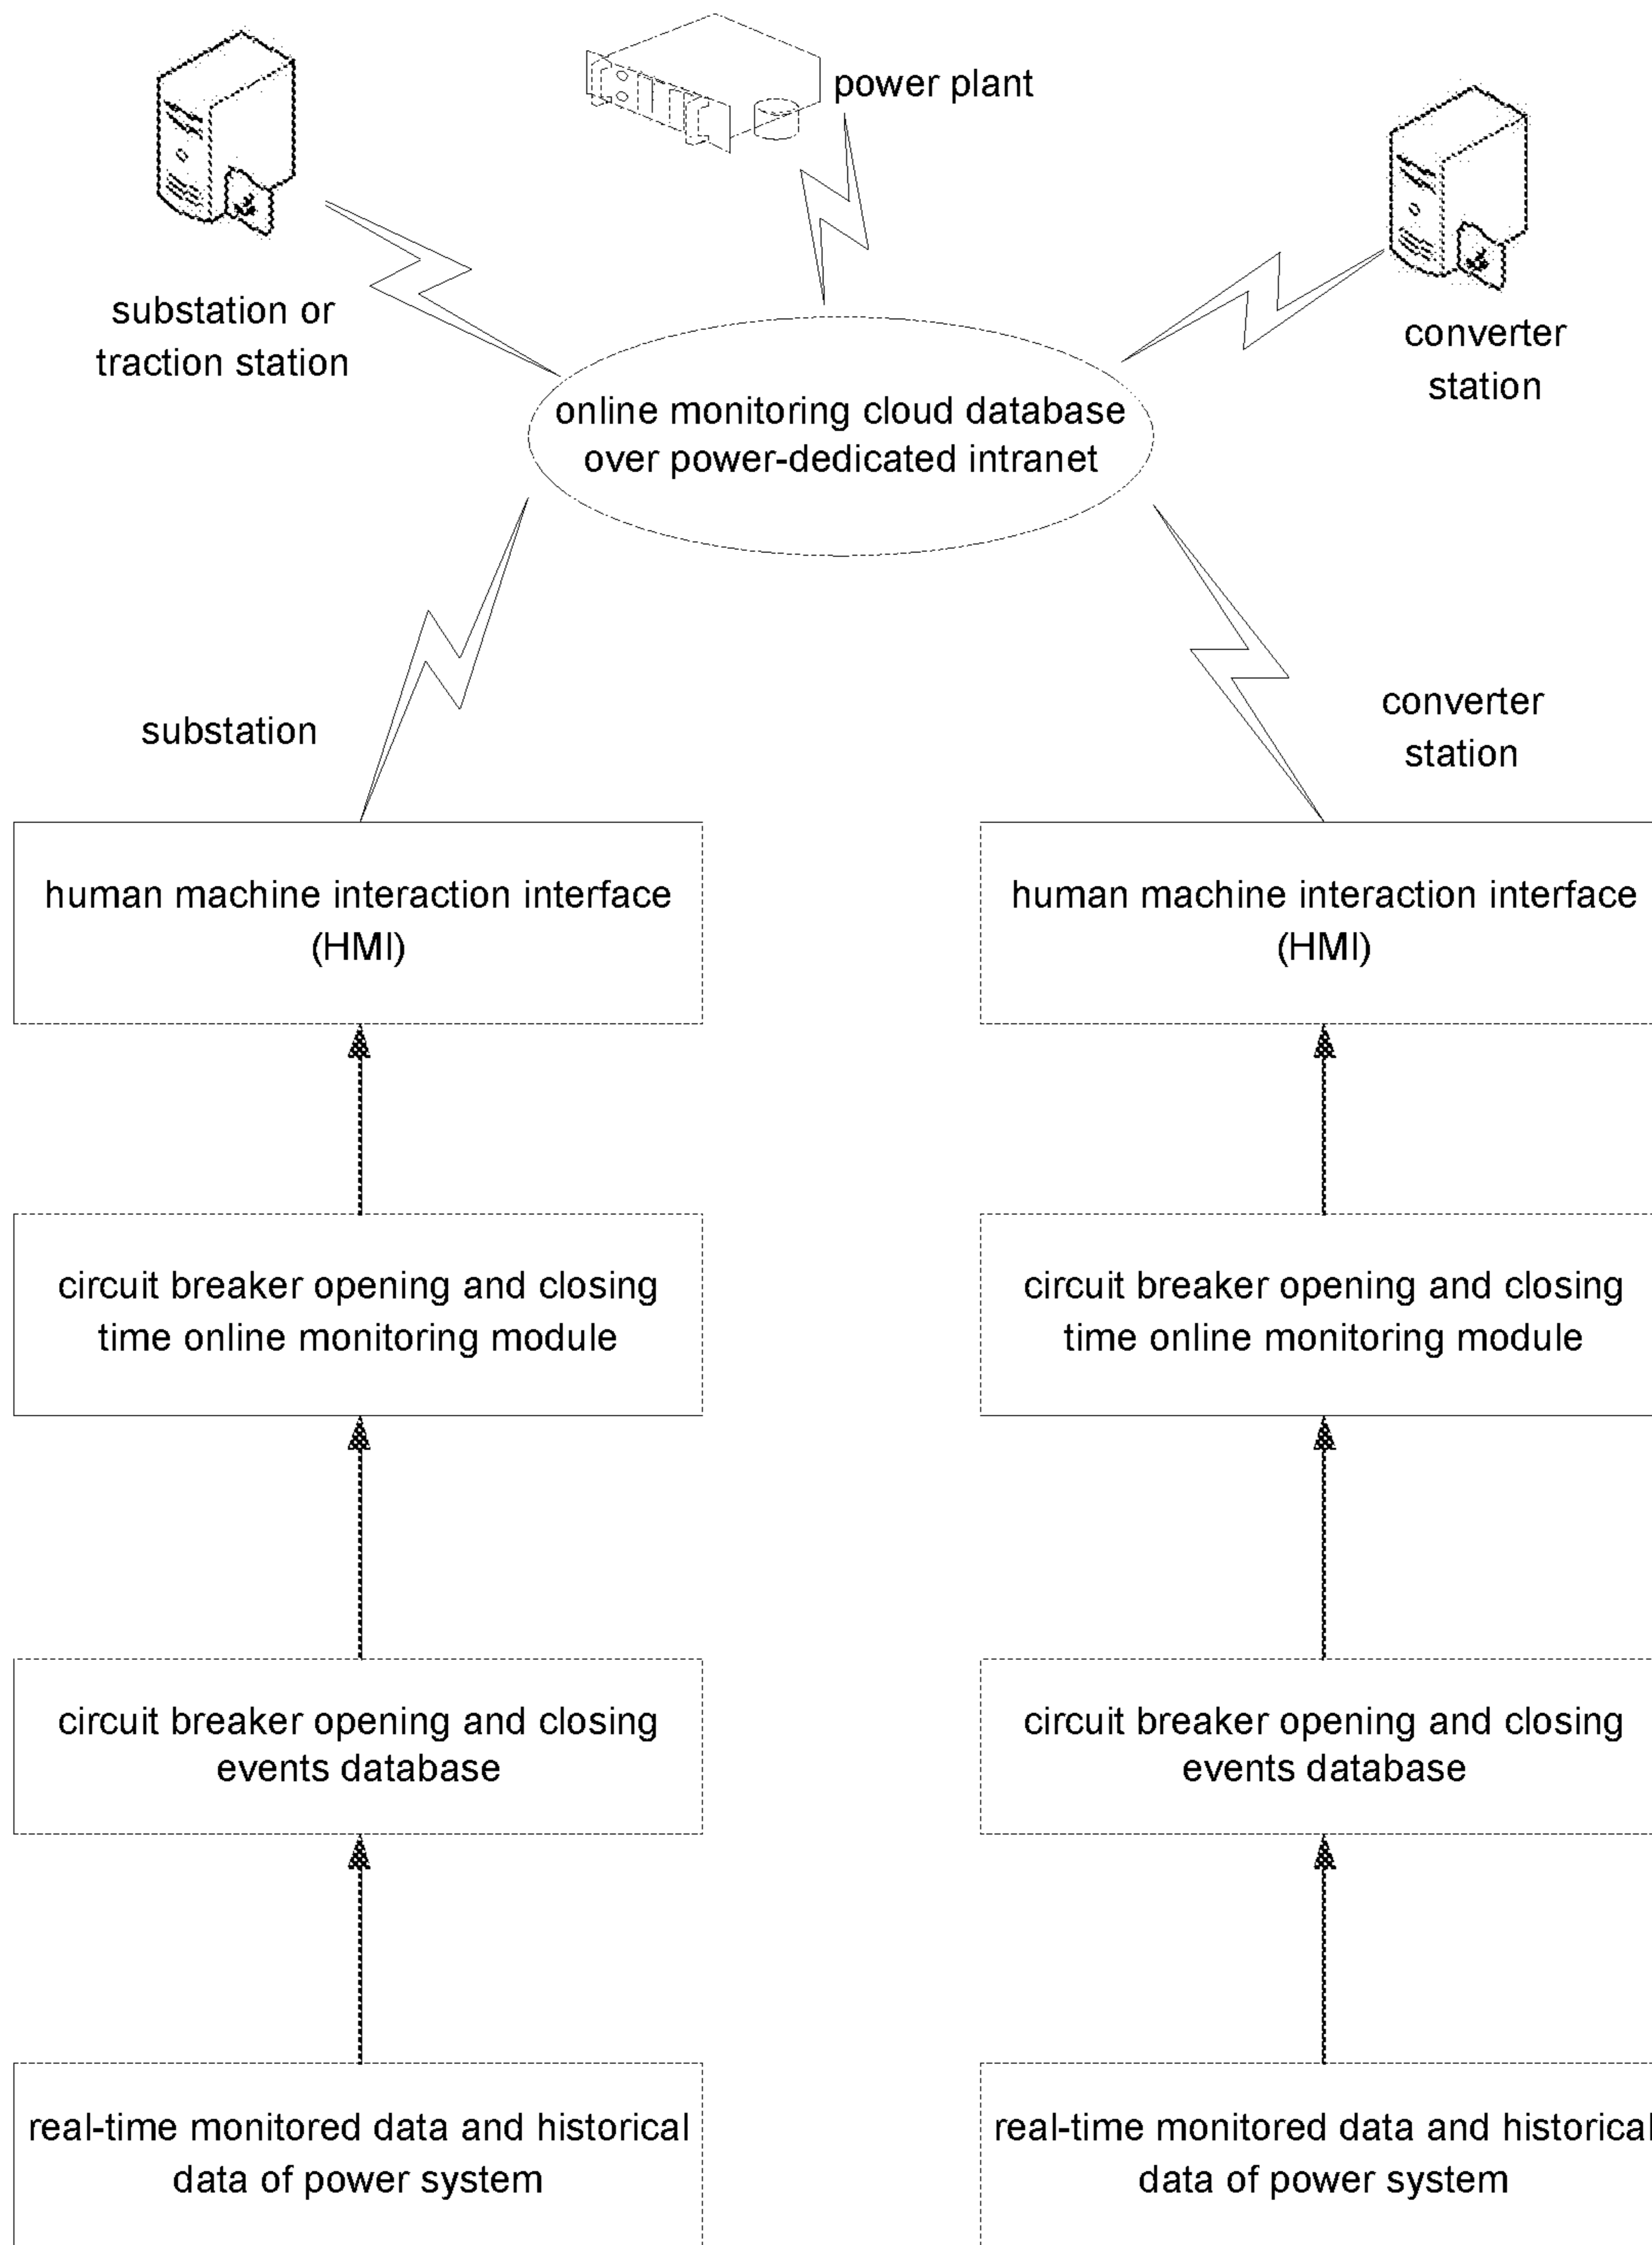 power plant
substation or
traction station
converter
station
online monitoring cloud database
over power-dedicated intranet
substation
converter
station
human machine interaction interface
(HMI)
human machine interaction interface
(HMI)
circuit breaker opening and closing
time online monitoring module
circuit breaker opening and closing
time online monitoring module
circuit breaker opening and closing
events database
circuit breaker opening and closing
events database
real-time monitored data and historical
data of power system
real-time monitored data and historical
data of power system